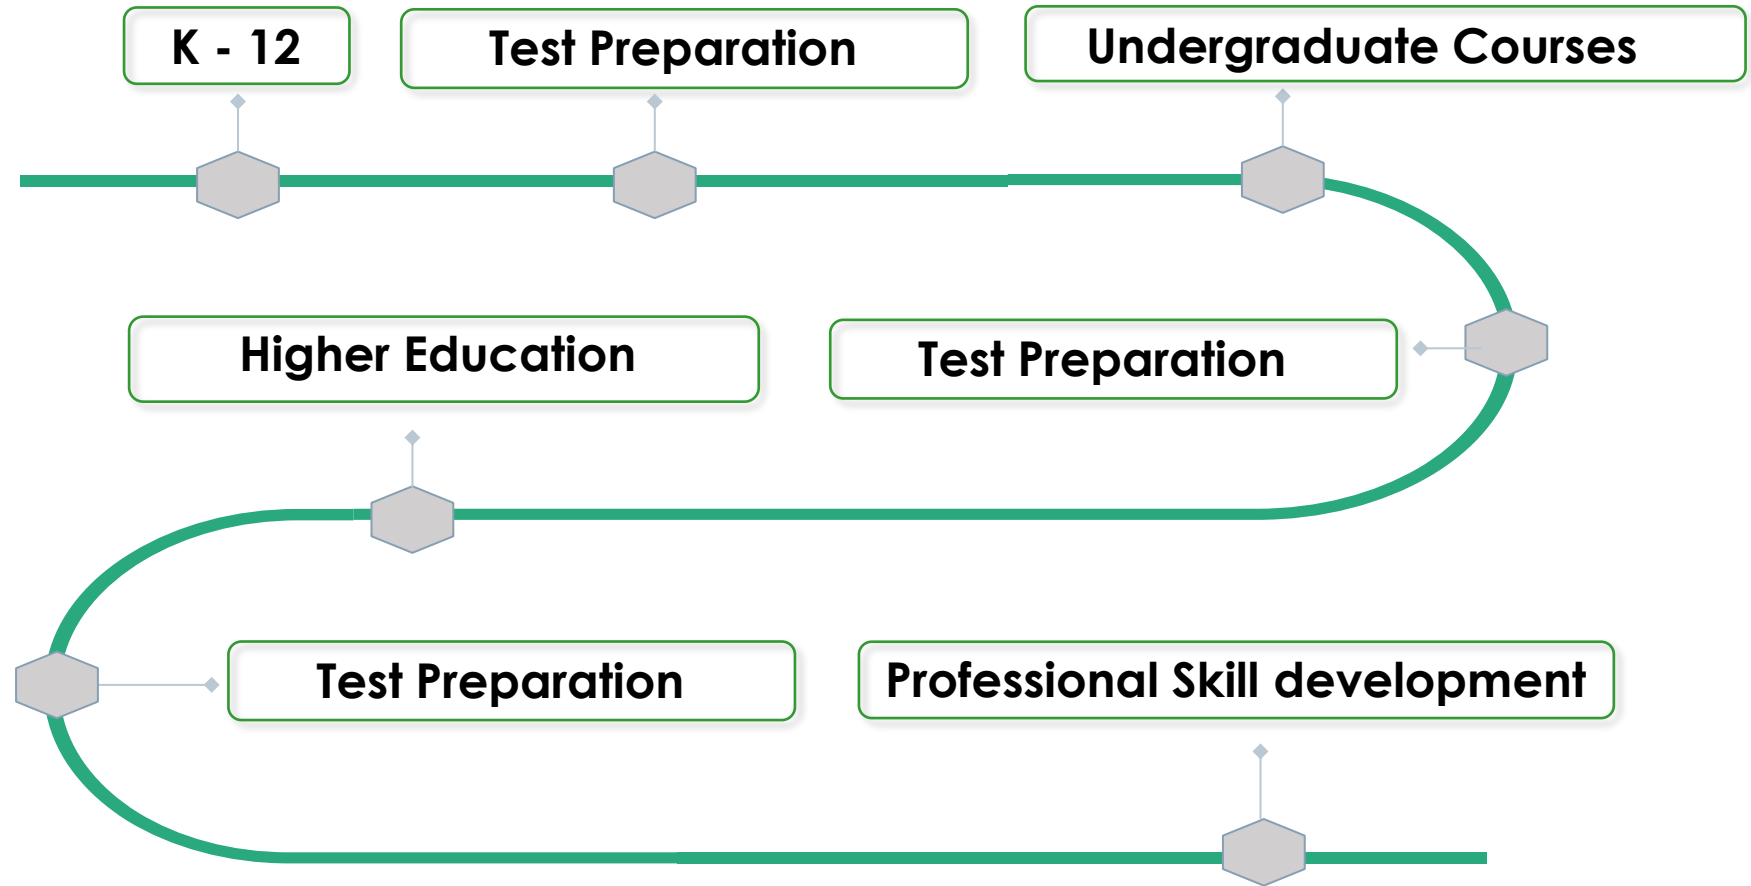 K - 12
Test Preparation
Undergraduate Courses
Higher Education
Test Preparation
Test Preparation
Professional Skill development